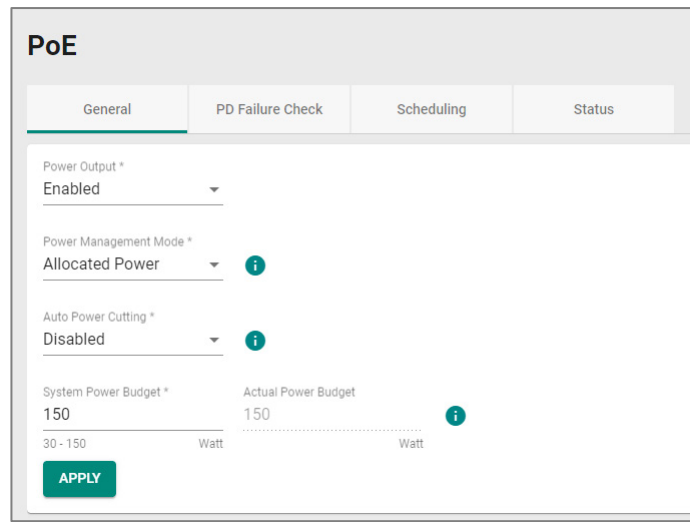 PoE
General PD Failure Check Scheduling Status
Power Output *
Enabled
Power Management Mode *
Allocated Power
Auto Power Cutting *
Disabled
System Power Budget * Actual Power Budget
150 150
30 - 150 Watt Watt
APPLY